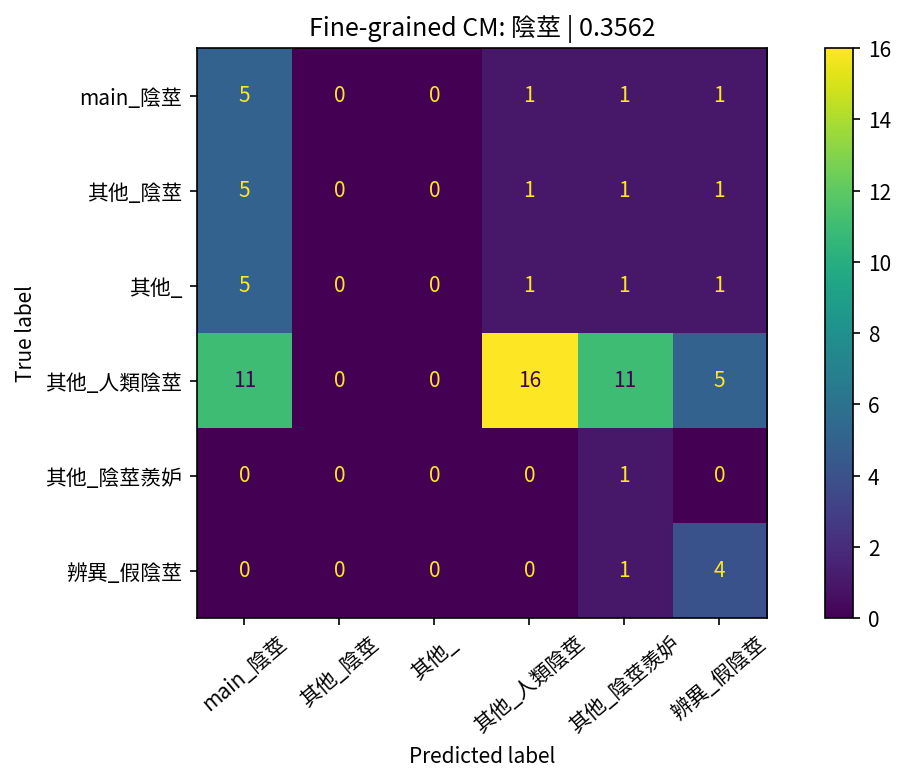 Fine-grained CM: 陰莖 | 0.3562
True label
main_陰莖 5 0 0 1 1 1
其他_陰莖 5 0 0 1 1 1
其他_ 5 0 0 1 1 1
其他_人類陰莖 11 0 0 16 11 5
其他_陰莖羨妒 0 0 0 0 1 0
辨異_假陰莖 0 0 0 0 1 4
main_陰莖 其他_陰莖 其他_ 其他_人類陰莖 其他_陰莖羨妒 辨異_假陰莖
Predicted label
16
14
12
10
8
6
4
2
0